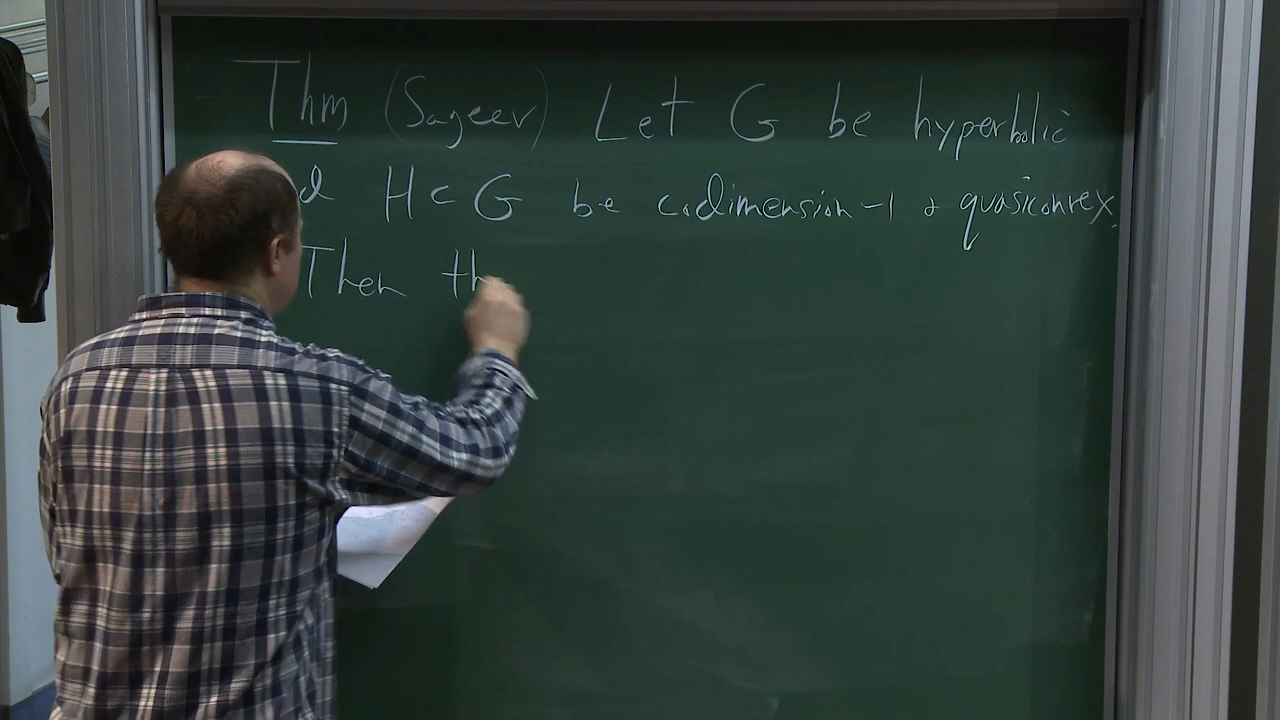 Thm (Sageev) Let G be hyperbolic
d H ⊂ G be codimension-1 & quasiconvex.
Then th